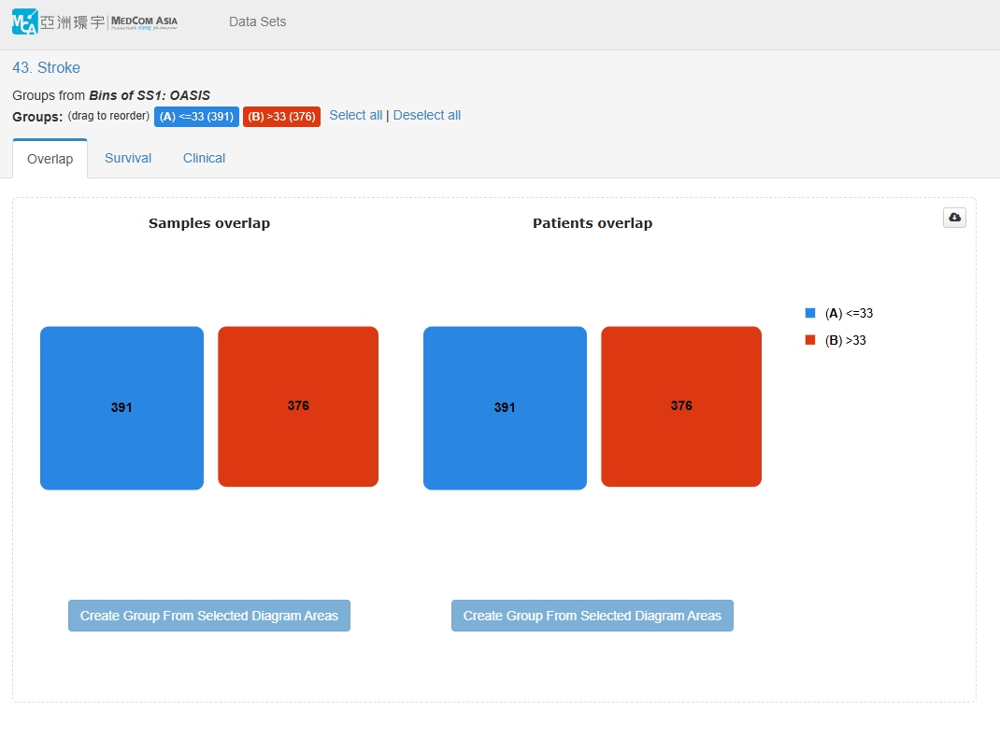 亞洲環宇 MEDCOM ASIA
Data Sets
43. Stroke
Groups from Bins of SS1: OASIS
Groups: (drag to reorder) (A) <=33 (391) (B) >33 (376) Select all | Deselect all
Overlap Survival Clinical
Samples overlap
Patients overlap
(A) <=33
(B) >33
391 376 391 376
Create Group From Selected Diagram Areas Create Group From Selected Diagram Areas